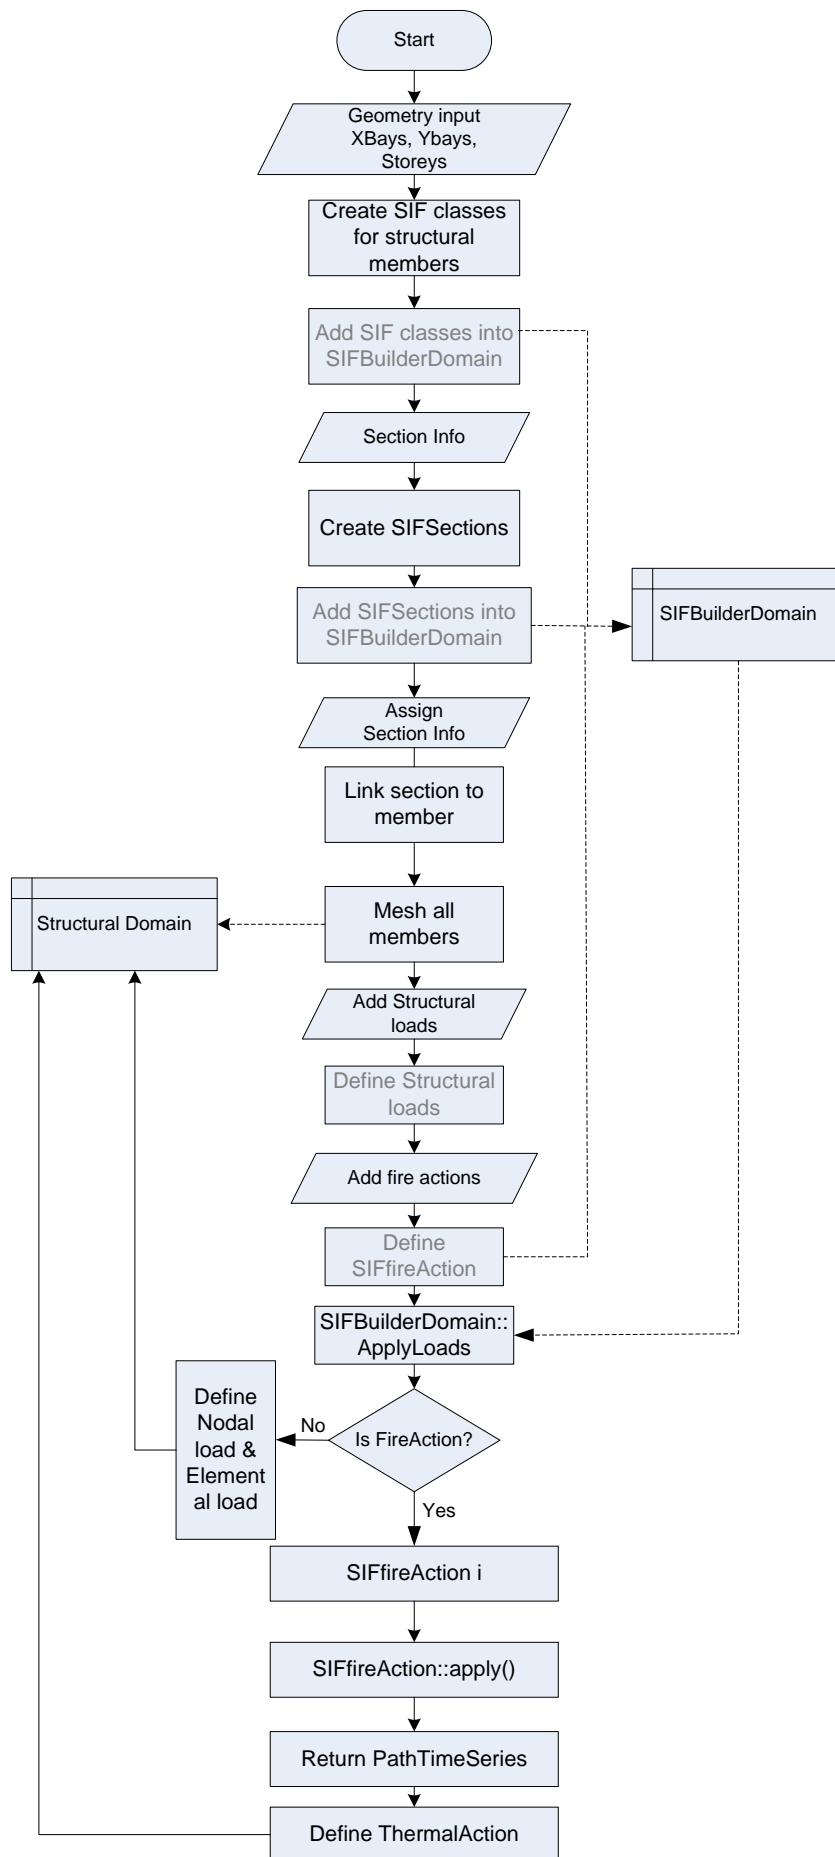 Start
Geometry input
XBays, Ybays,
Storeys
Create SIF classes
for structural
members
Add SIF classes into
SIFBuilderDomain
Section Info
Create SIFSections
Add SIFSections into
SIFBuilderDomain
SIFBuilderDomain
Assign
Section Info
Link section to
member
Structural Domain
Mesh all
members
Add Structural
loads
Define Structural
loads
Add fire actions
Define
SIFfireAction
SIFBuilderDomain::
ApplyLoads
Define
Nodal
load &
Element
al load
No
Is FireAction?
Yes
SIFfireAction i
SIFfireAction::apply()
Return PathTimeSeries
Define ThermalAction